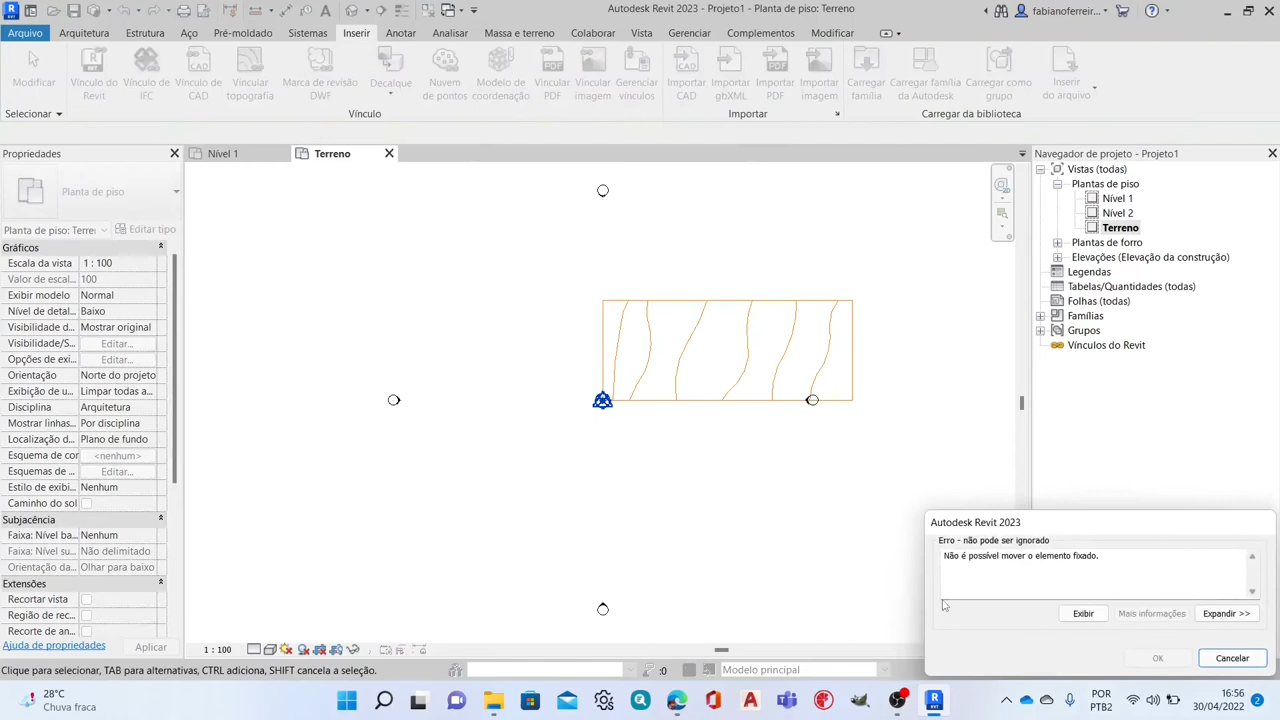 Autodesk Revit 2023 - Projeto1 - Planta de piso: Terreno
fabianoferreir...
Arquivo Arquitetura Estrutura Aço Pré-moldado Sistemas Inserir Anotar Analisar Massa e terreno Colaborar Vista Gerenciar Complementos Modificar
Modificar
Vínculo do Revit
Vínculo de IFC
Vínculo de CAD
Vincular topografia
Marca de revisão DWF
Decalque
Nuvem de pontos
Modelo de coordenação
Vincular PDF
Vincular imagem
Gerenciar vínculos
Importar CAD
Importar gbXML
Importar PDF
Importar imagem
Carregar família
Carregar família da Autodesk
Carregar como grupo
Inserir do arquivo
Selecionar Vínculo Importar Carregar da biblioteca
Propriedades
Nível 1
Terreno
Navegador de projeto - Projeto1
Planta de piso
Planta de piso: Terrei
Editar tipo
Gráficos
Escala da vista 1 : 100
Valor de escal... 100
Exibir modelo Normal
Nível de detal... Baixo
Visibilidade d... Mostrar original
Visibilidade/S... Editar...
Opções de exi... Editar...
Orientação Norte do projeto
Exibição de u... Limpar todas a...
Disciplina Arquitetura
Mostrar linhas... Por disciplina
Localização d... Plano de fundo
Esquema de cor <nenhum>
Esquemas de ... Editar...
Estilo de exibi... Nenhum
Caminho do sol
Subjacência
Faixa: Nível ba... Nenhum
Faixa: Nível su... Não delimitado
Orientação da... Olhar para baixo
Extensões
Recortar vista
Região de rec...
Recorte de an...
Ajuda de propriedades Aplicar
Vistas (todas)
Plantas de piso
Nível 1
Nível 2
Terreno
Plantas de forro
Elevações (Elevação da construção)
Legendas
Tabelas/Quantidades (todas)
Folhas (todas)
Famílias
Grupos
Vínculos do Revit
Autodesk Revit 2023
Erro - não pode ser ignorado
Não é possível mover o elemento fixado.
Exibir Mais informações Expandir >>
OK Cancelar
1 : 100
Clique para selecionar, TAB para alternativas, CTRL adiciona, SHIFT cancela a seleção.
:0
Modelo principal
28°C
Chuva fraca
POR
PTB2
16:56
30/04/2022
2